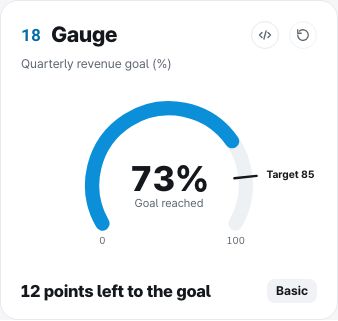 18 Gauge
Quarterly revenue goal (%)
73%
Target 85
Goal reached
0 100
12 points left to the goal Basic